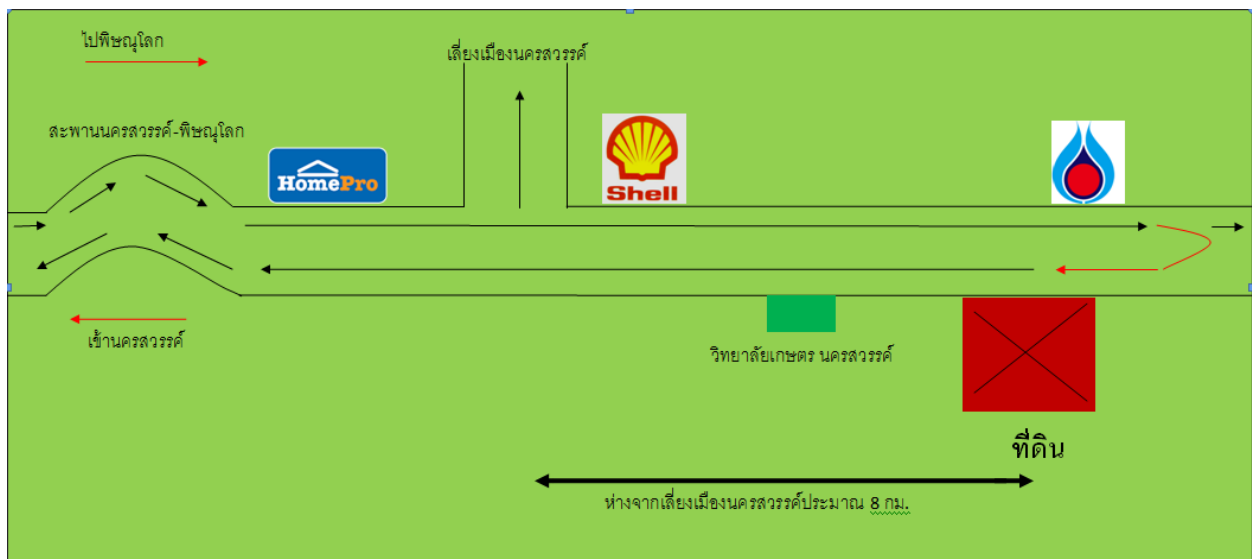 ไปพิษณุโลก
เลี่ยงเมืองนครสวรรค์
สะพานนครสวรรค์-พิษณุโลก
HomePro
Shell
เข้านครสวรรค์
วิทยาลัยเกษตร นครสวรรค์
ที่ดิน
ห่างจากเลี่ยงเมืองนครสวรรค์ประมาณ 8 กม.